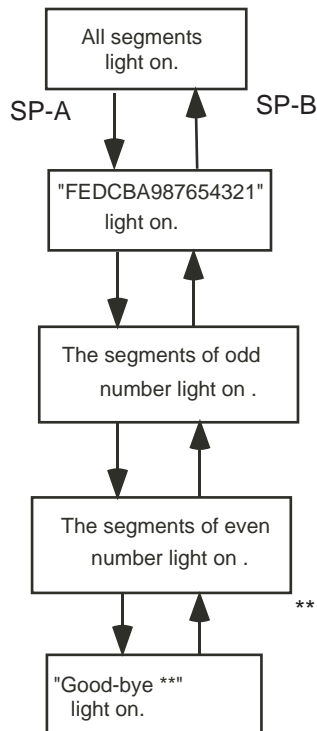 All segments
light on.
SP-A
SP-B
"FEDCBA987654321"
light on.
The segments of odd
number light on .
The segments of even
number light on .
**
"Good-bye **"
light on.